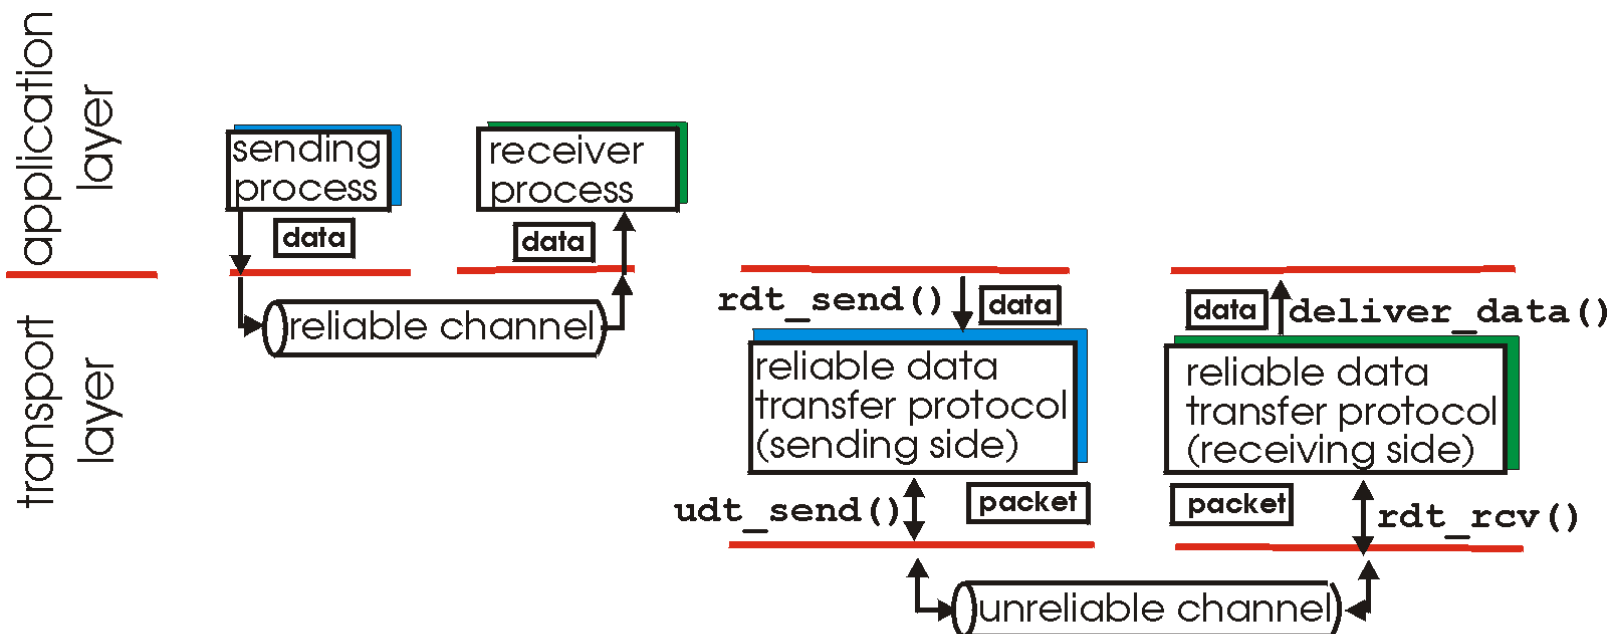 application
layer
transport
layer
sending
process
data
receiver
process
data
reliable channel
rdt_send()
data
reliable data
transfer protocol
(sending side)
udt_send()
packet
data
deliver_data()
reliable data
transfer protocol
(receiving side)
packet
rdt_rcv()
unreliable channel